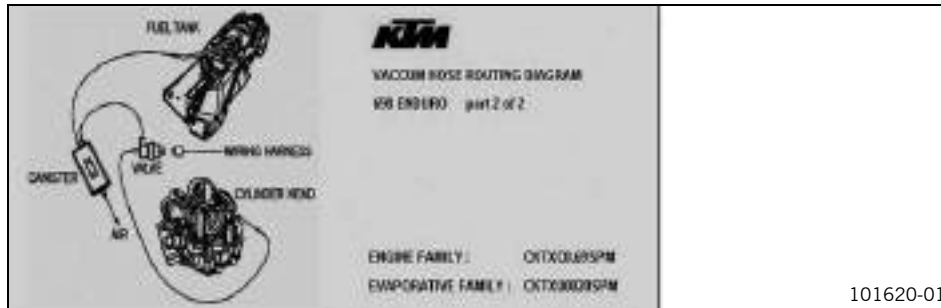 FUEL TANK
KTM
VACCUM HOSE ROUTING DIAGRAM
690 ENDURO part 2 of 2
WIRING HARNESS
VALVE
CANISTER
CYLINDER HEAD
AIR
ENGINE FAMILY :
EVAPORATIVE FAMILY :
101620-01